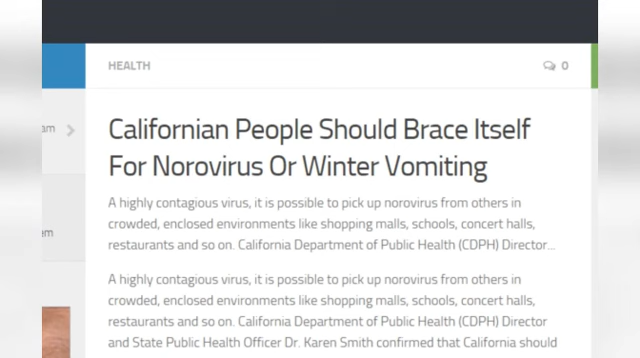 HEALTH
0
Californian People Should Brace Itself
For Norovirus Or Winter Vomiting
am
A highly contagious virus, it is possible to pick up norovirus from others in
crowded, enclosed environments like shopping malls, schools, concert halls,
em
restaurants and so on. California Department of Public Health (CDPH) Director...
A highly contagious virus, it is possible to pick up norovirus from others in
crowded, enclosed environments like shopping malls, schools, concert halls,
restaurants and so on. California Department of Public Health (CDPH) Director
and State Public Health Officer Dr. Karen Smith confirmed that California should